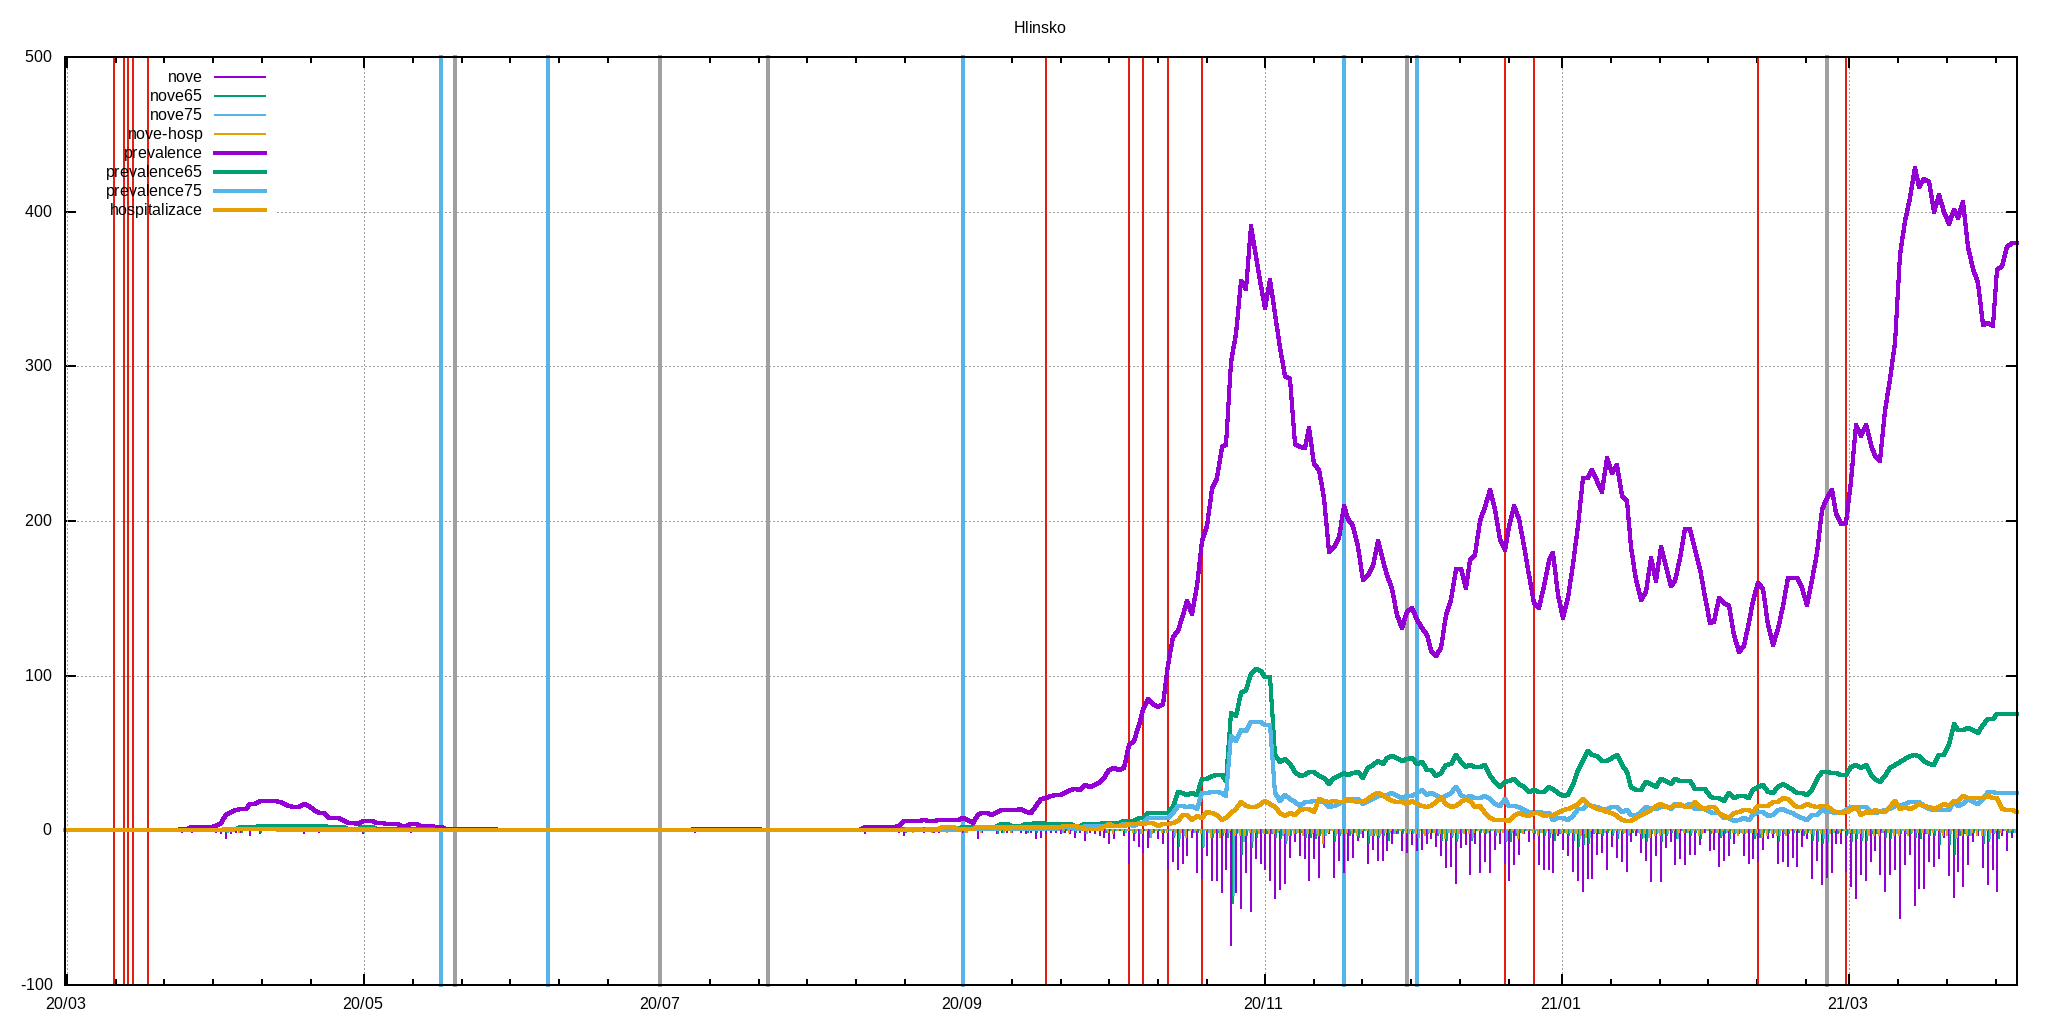 Hlinsko
500
400
300
200
100
0
-100
nove
nove65
nove75
nove-hosp
prevalence
prevalence65
prevalence75
hospitalizace
20/03
20/05
20/07
20/09
20/11
21/01
21/03